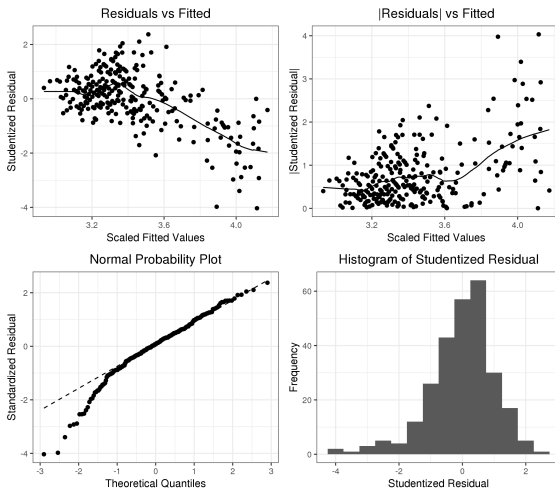 Residuals vs Fitted
Studentized Residual
2
0
-2
-4
3.2
3.6
4.0
Scaled Fitted Values
|Residuals| vs Fitted
|Studentized Residual|
4
3
2
1
0
3.2
3.6
4.0
Scaled Fitted Values
Normal Probability Plot
Standardized Residual
2
0
-2
-4
-3
-2
-1
0
1
2
3
Theoretical Quantiles
Histogram of Studentized Residual
Frequency
60
40
20
0
-4
-2
0
2
Studentized Residual